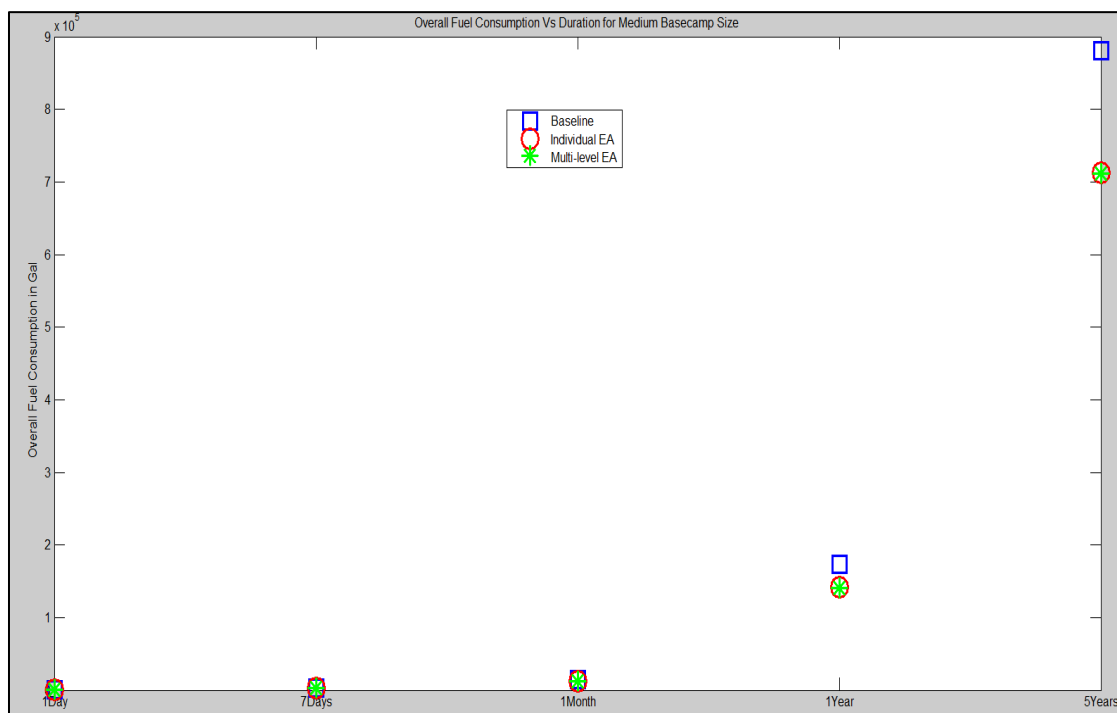 Overall Fuel Consumption Vs Duration for Medium Basecamp Size
x 10^5
9
8
7
6
5
4
3
2
1
Overall Fuel Consumption in Gal
Baseline
Individual EA
Multi-level EA
1Day
7Days
1Month
1Year
5Years